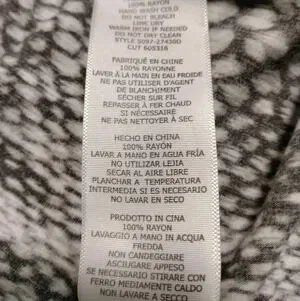 100% RAYON
HAND WASH COLD
DO NOT BLEACH
LINE DRY
WARM IRON IF NEEDED
DO NOT DRY CLEAN
STYLE S097-27430D
CUT 605316
FABRIQUÉ EN CHINE
100% RAYONNE
LAVER À LA MAIN EN EAU FROIDE
NE PAS UTILISER D'AGENT
DE BLANCHIMENT
SÉCHER SUR FIL
REPASSER À FER CHAUD
SI NÉCESSAIRE
NE PAS NETTOYER À SEC
HECHO EN CHINA
100% RAYÓN
LAVAR A MANO EN AGUA FRÍA
NO UTILIZAR LEJIA
SECAR AL AIRE LIBRE
PLANCHAR A TEMPERATURA
INTERMEDIA SI ES NECESARIO
NO LAVAR EN SECO
PRODOTTO IN CINA
100% RAYON
LAVAGGIO A MANO IN ACQUA
FREDDA
NON CANDEGGIARE
ASCIUGARE APPESO
SE NECESSARIO STIRARE CON
FERRO MEDIAMENTE CALDO
NON LAVARE A SECCO